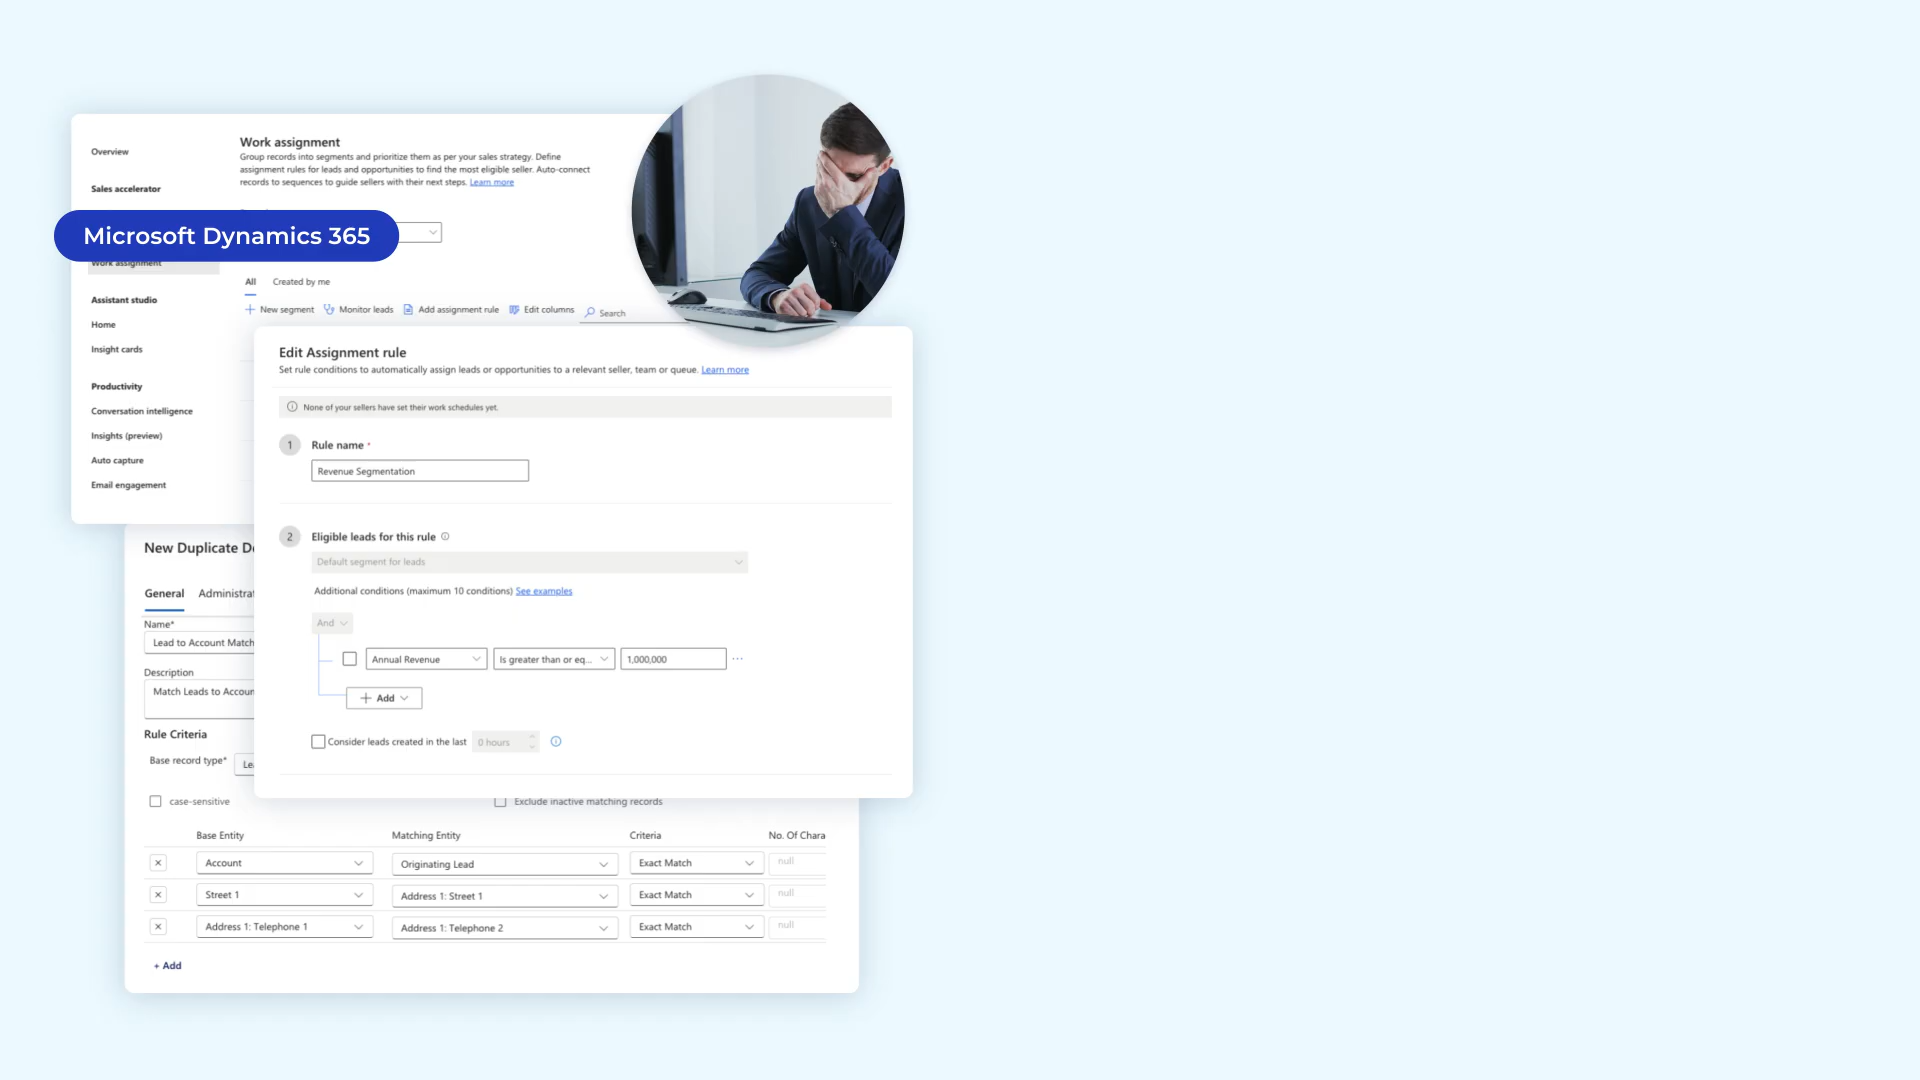 Overview
Sales accelerator
Microsoft Dynamics 365
Work assignment
Assistant studio
Home
Insight cards
Productivity
Conversation intelligence
Insights (preview)
Auto capture
Email engagement
Work assignment
Group records into segments and prioritize them as per your sales strategy. Define
assignment rules for leads and opportunities to find the most eligible seller. Auto-connect
records to sequences to guide sellers with their next steps. Learn more
All Created by me
New segment Monitor leads Add assignment rule Edit columns Search
Edit Assignment rule
Set rule conditions to automatically assign leads or opportunities to a relevant seller, team or queue. Learn more
None of your sellers have set their work schedules yet.
1 Rule name *
Revenue Segmentation
2 Eligible leads for this rule
Default segment for leads
Additional conditions (maximum 10 conditions) See examples
And
Annual Revenue Is greater than or eq... 1,000,000 ...
+ Add
Consider leads created in the last 0 hours
New Duplicate De
General Administrat
Name*
Lead to Account Match
Description
Match Leads to Accoun
Rule Criteria
Base record type* Lea
case-sensitive Exclude inactive matching records
Base Entity Matching Entity Criteria No. Of Chara
Account Originating Lead Exact Match null
Street 1 Address 1: Street 1 Exact Match null
Address 1: Telephone 1 Address 1: Telephone 2 Exact Match null
+ Add